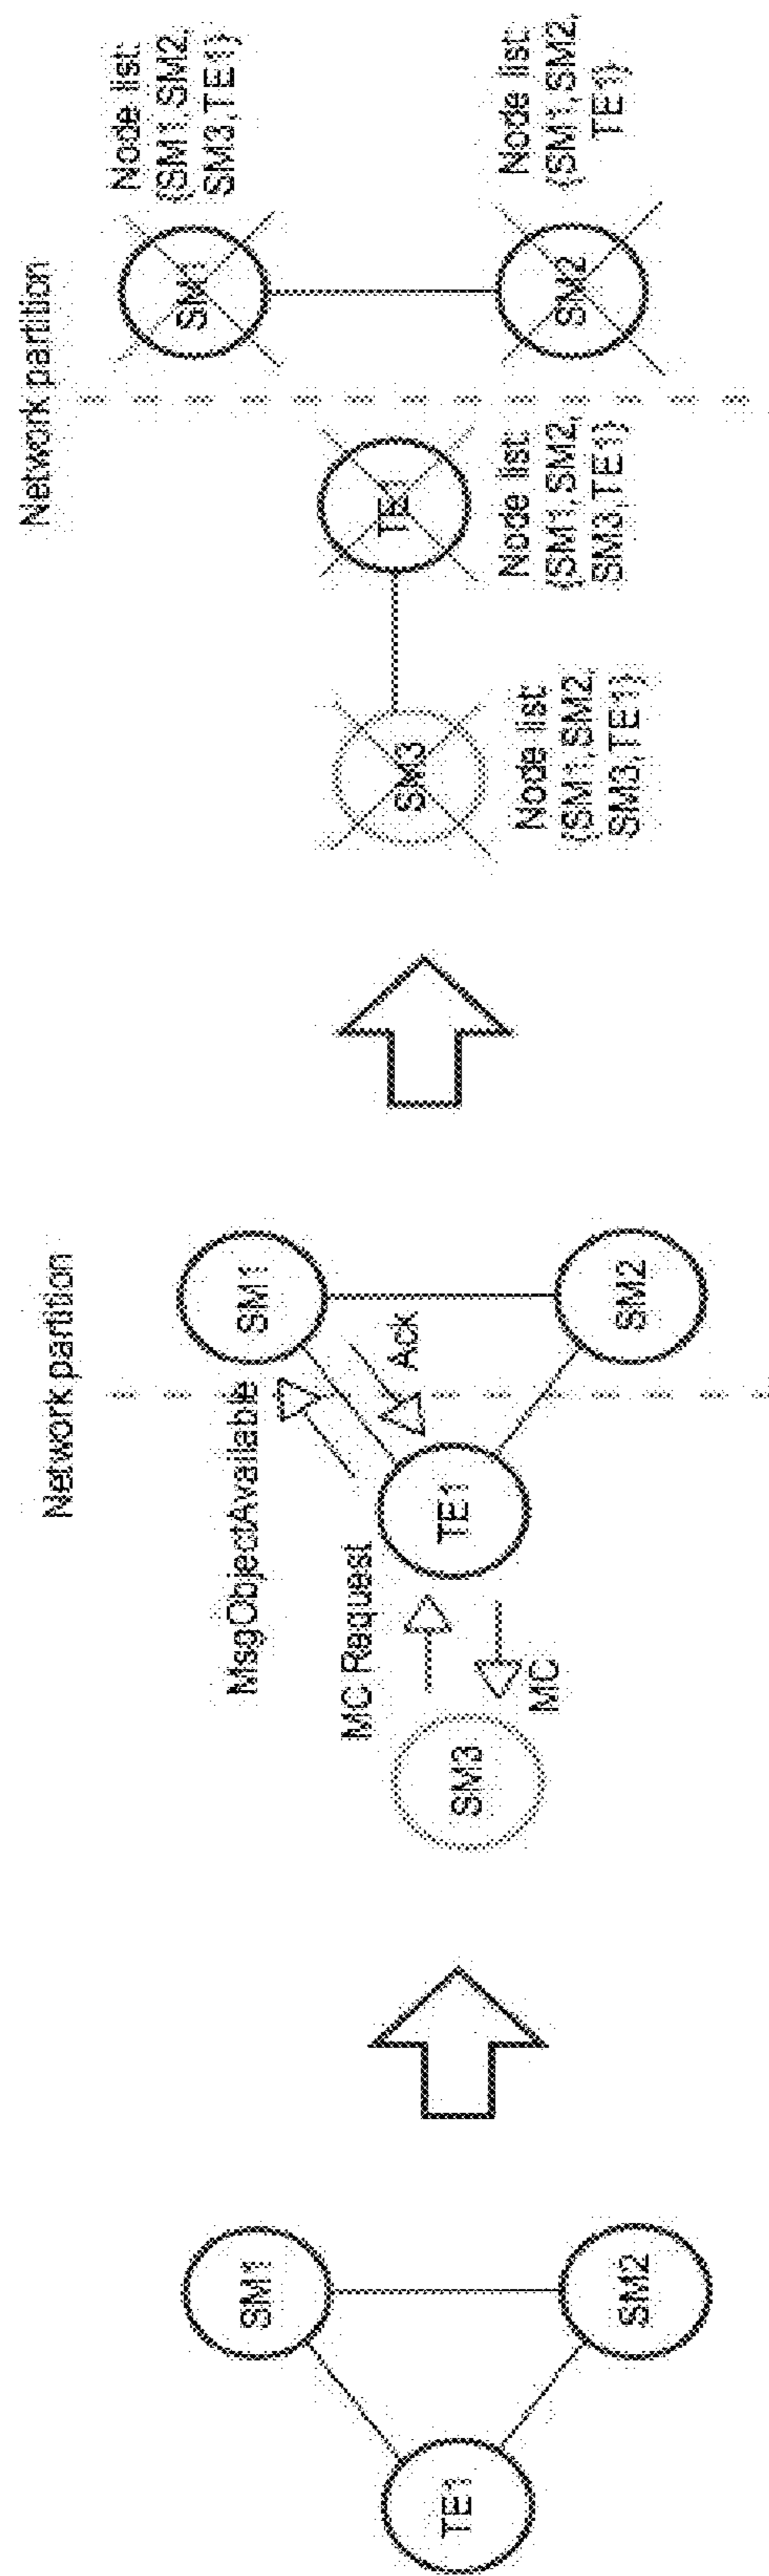 TE1
SM1
SM2
Network partition
MsgObjectAvailable
SM1
Ack
MC Request
TE1
SM3
MC
SM2
Network partition
SM1
Node list:
{SM1,SM2,
SM3,TE1}
TE1
Node list:
{SM1,SM2,
SM3,TE1}
SM3
Node list:
{SM1,SM2,
SM3,TE1}
SM2
Node list:
{SM1,SM2,
TE1}